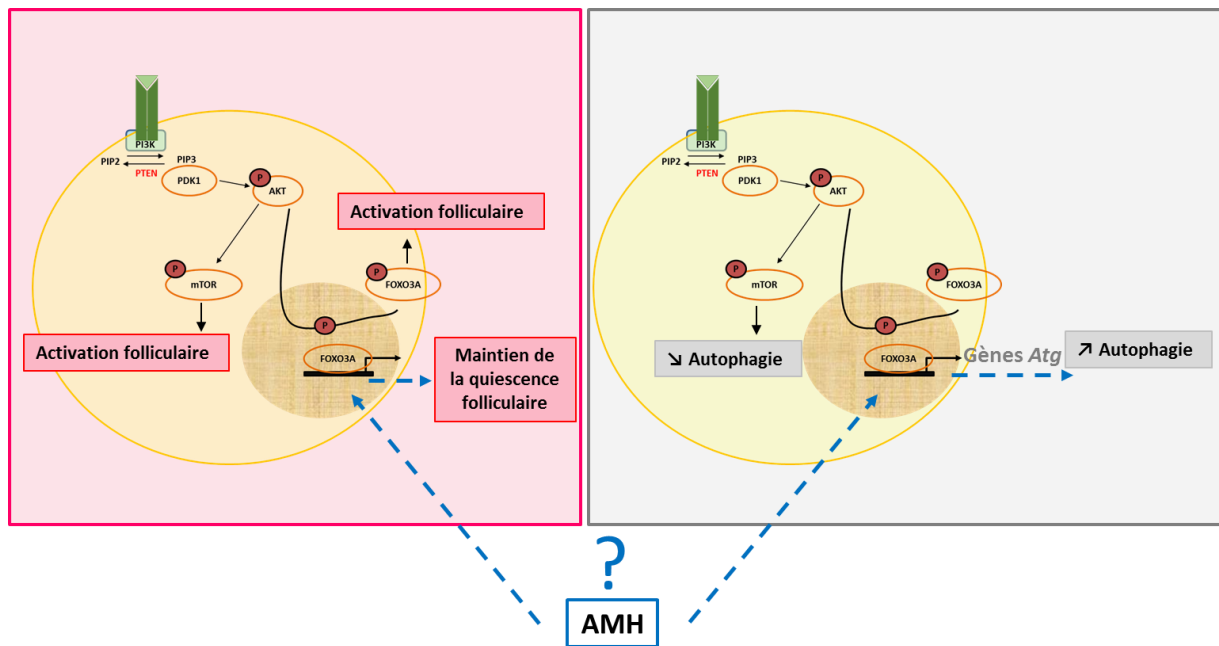 PI3K
PIP2
PIP3
PTEN
PDK1
P
AKT
Activation folliculaire
P
mTOR
P
FOXO3A
Activation folliculaire
P
FOXO3A
Maintien de
la quiescence
folliculaire
PI3K
PIP2
PIP3
PTEN
PDK1
P
AKT
P
mTOR
P
FOXO3A
↘ Autophagie
P
FOXO3A
Gènes Atg
↗ Autophagie
?
AMH